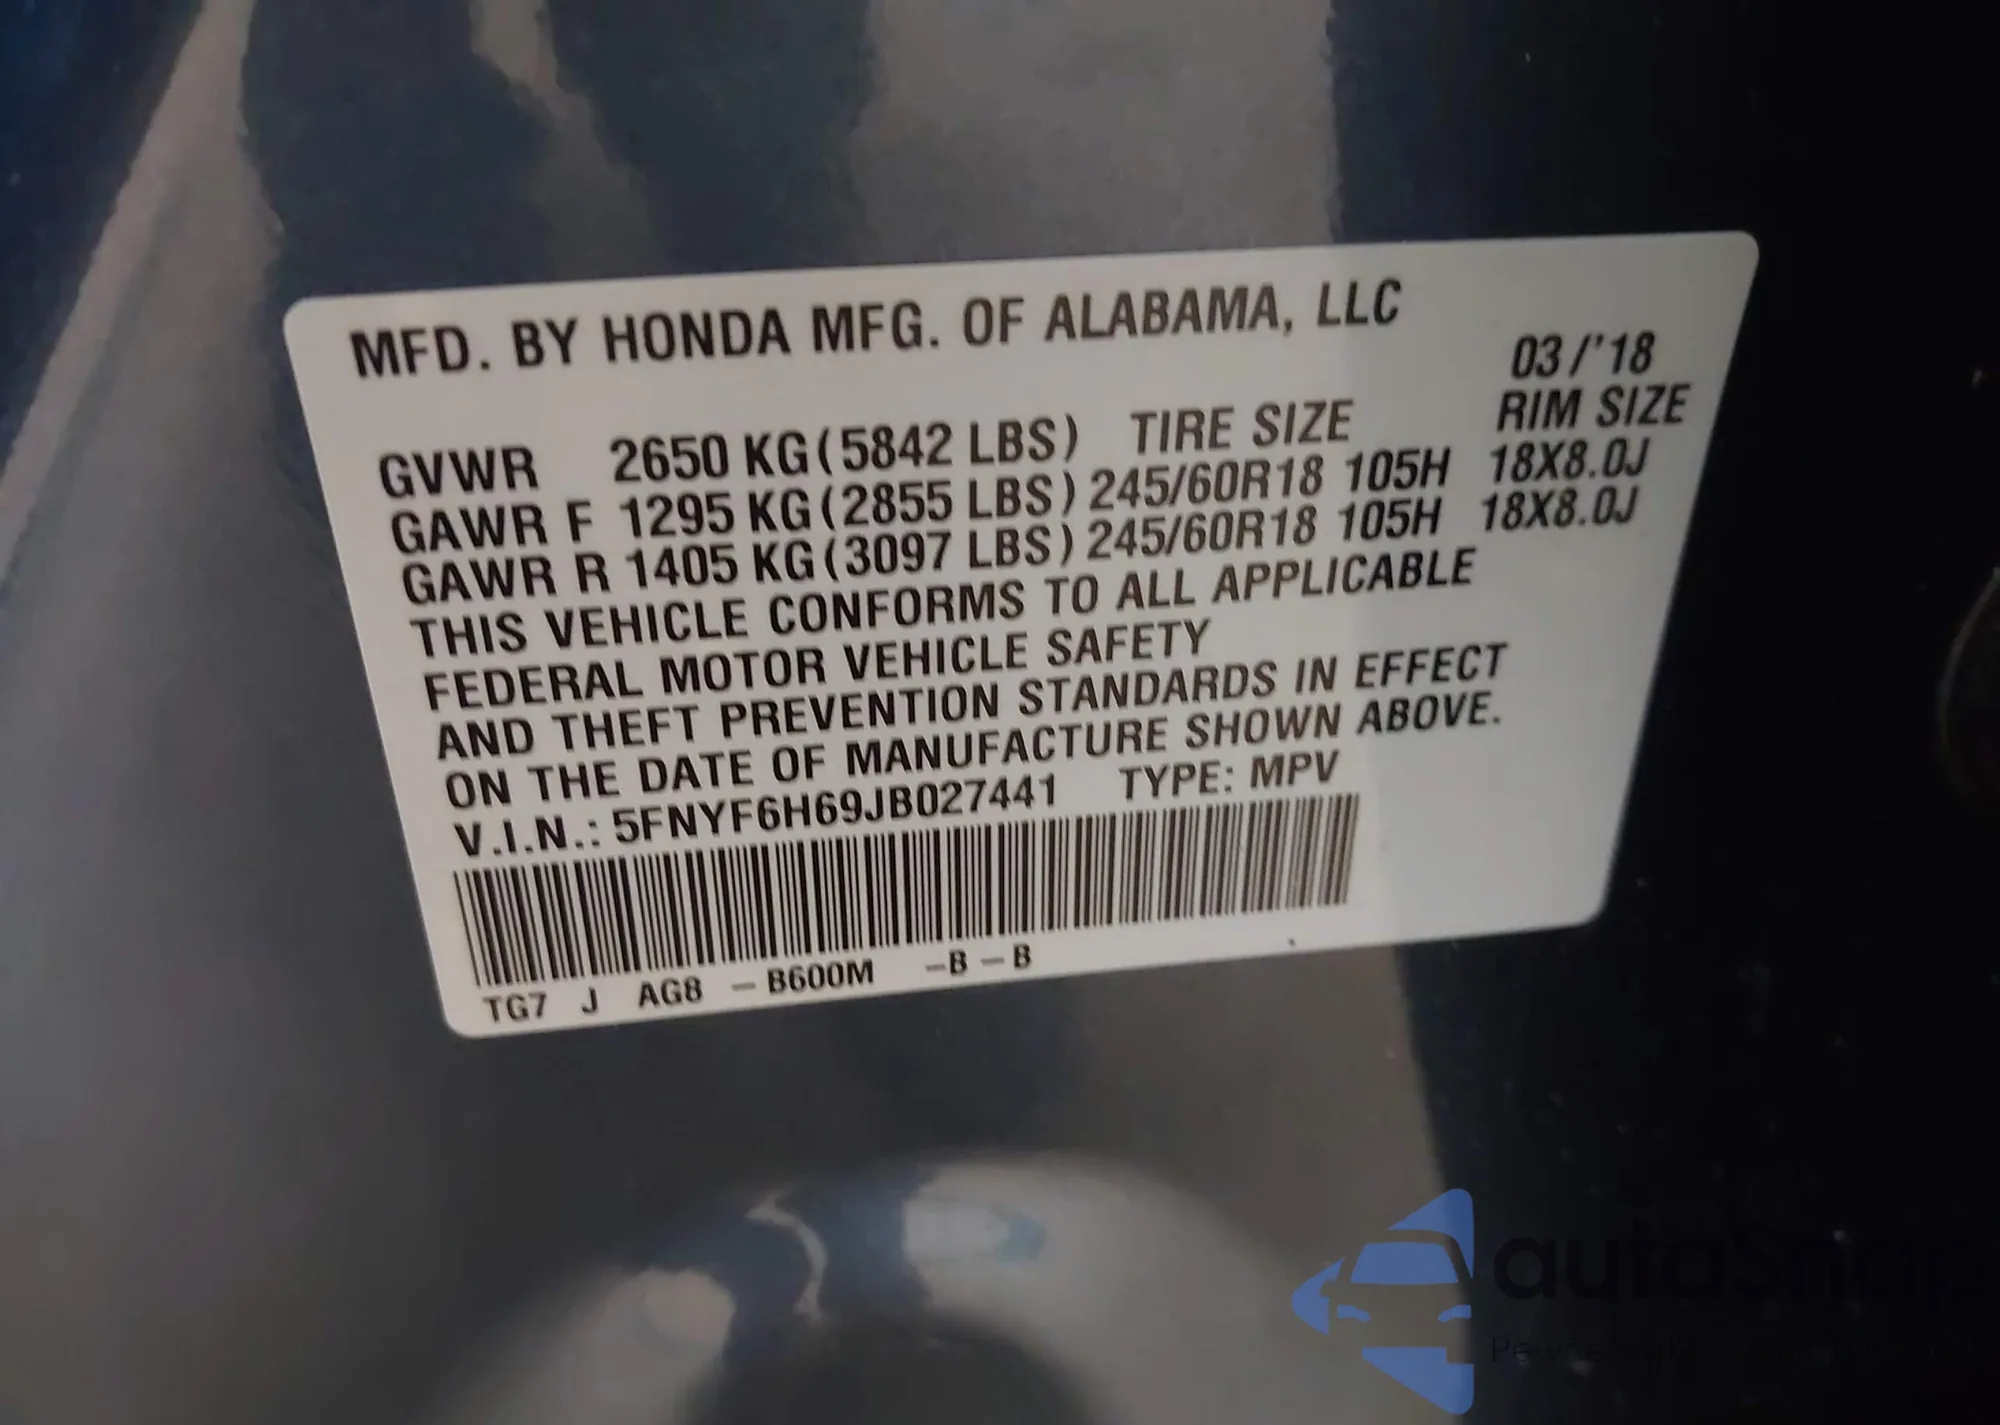 MFD. BY HONDA MFG. OF ALABAMA, LLC
03/'18
GVWR 2650 KG(5842 LBS) TIRE SIZE RIM SIZE
GAWR F 1295 KG(2855 LBS) 245/60R18 105H 18X8.0J
GAWR R 1405 KG(3097 LBS) 245/60R18 105H 18X8.0J
THIS VEHICLE CONFORMS TO ALL APPLICABLE
FEDERAL MOTOR VEHICLE SAFETY
AND THEFT PREVENTION STANDARDS IN EFFECT
ON THE DATE OF MANUFACTURE SHOWN ABOVE.
V.I.N.: 5FNYF6H69JB027441 TYPE: MPV
TG7 J AG8 – B600M –B – B
autoSnap